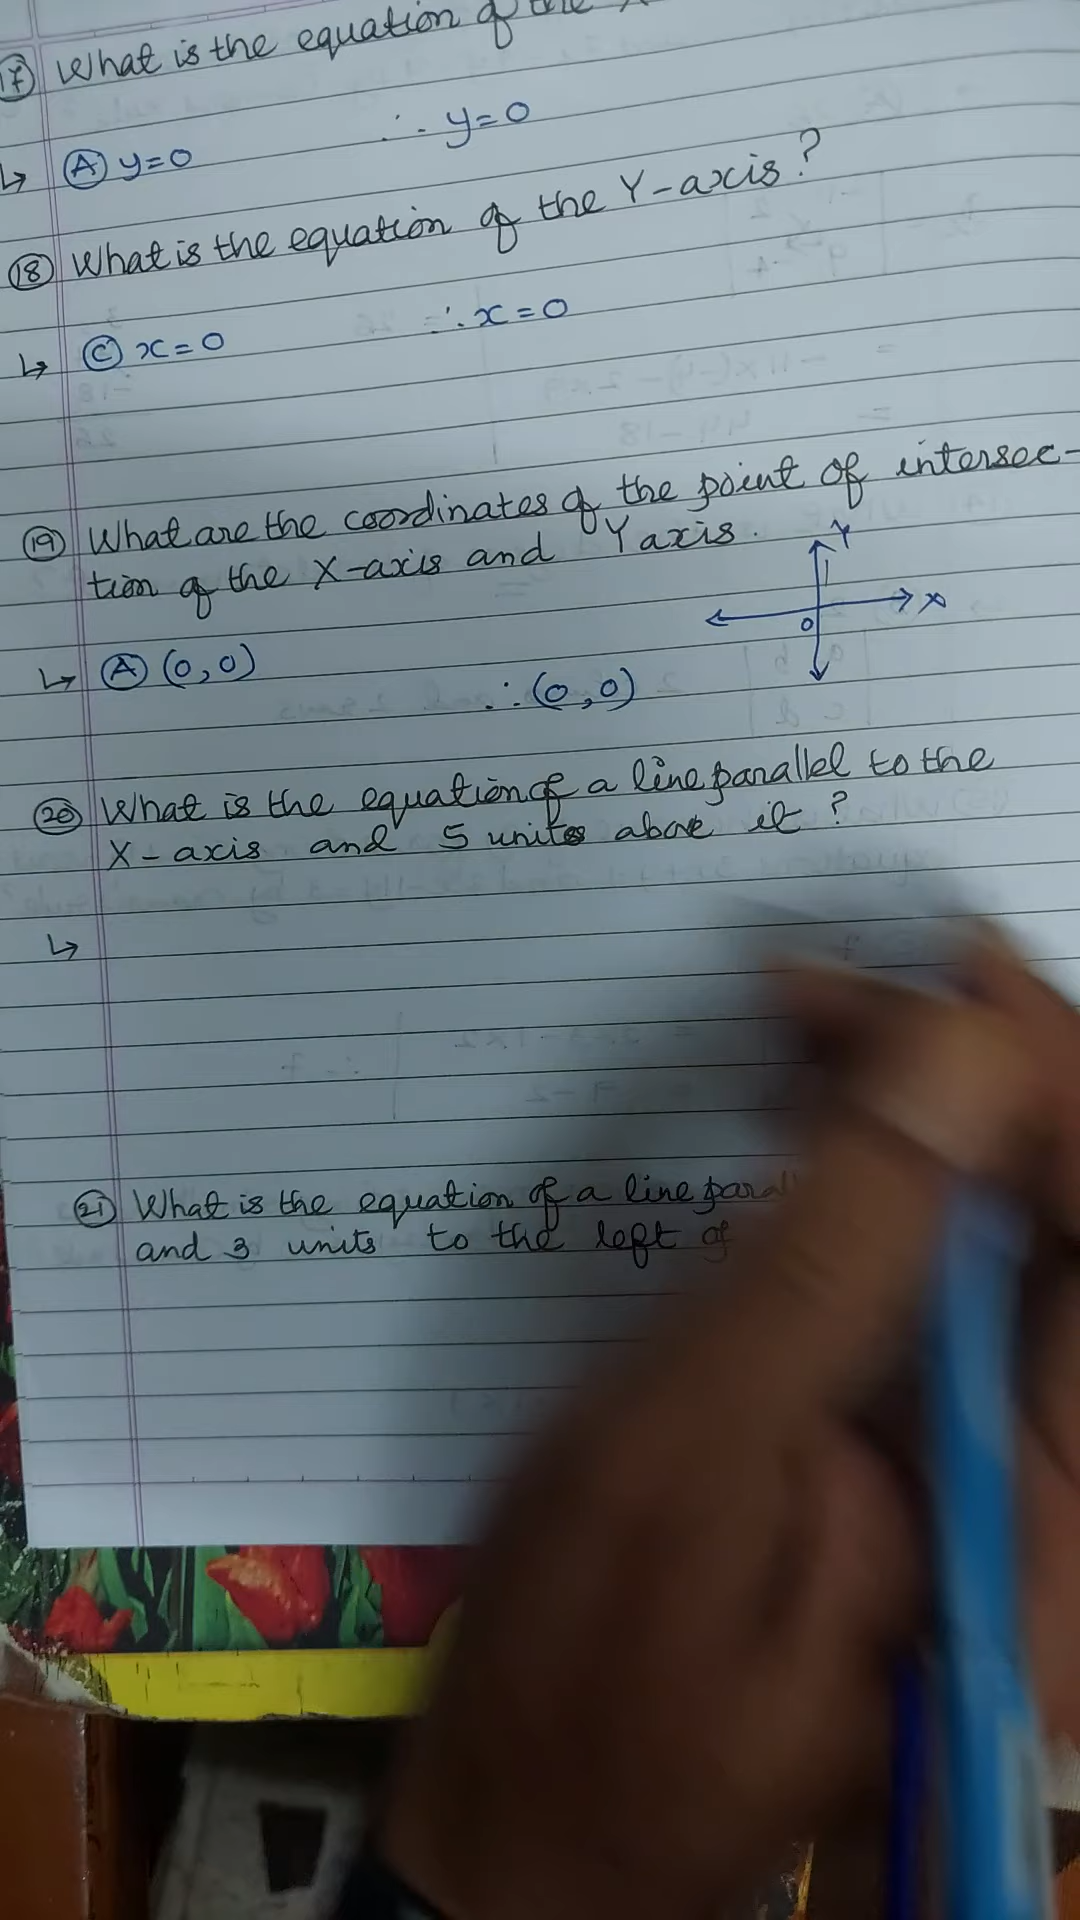 17 What is the equation of the X
↳ A y=0 ∴ y=0
18 What is the equation of the Y-axis?
↳ C x=0 ∴ x=0
19 What are the coordinates of the point of intersec-
tion of the X-axis and Y axis.
Y
X
0
↳ A (0,0) ∴ (0,0)
20 What is the equation of a line parallel to the
X-axis and 5 units above it?
↳
21 What is the equation of a line paral
and 3 units to the left of